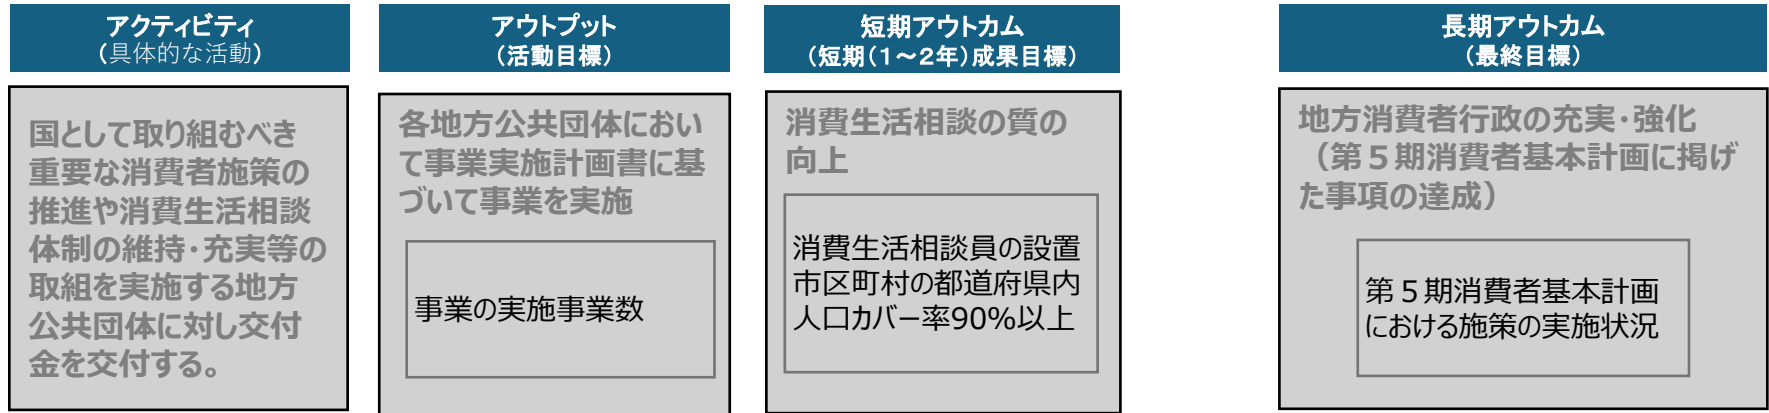 アクティビティ
（具体的な活動）
国として取り組むべき
重要な消費者施策の
推進や消費生活相談
体制の維持・充実等の
取組を実施する地方
公共団体に対し交付
金を交付する。
アウトプット
（活動目標）
各地方公共団体におい
て事業実施計画書に基
づいて事業を実施
事業の実施事業数
短期アウトカム
（短期（１～２年）成果目標）
消費生活相談の質の
向上
消費生活相談員の設置
市区町村の都道府県内
人口カバー率90%以上
長期アウトカム
（最終目標）
地方消費者行政の充実・強化
（第５期消費者基本計画に掲げ
た事項の達成）
第５期消費者基本計画
における施策の実施状況